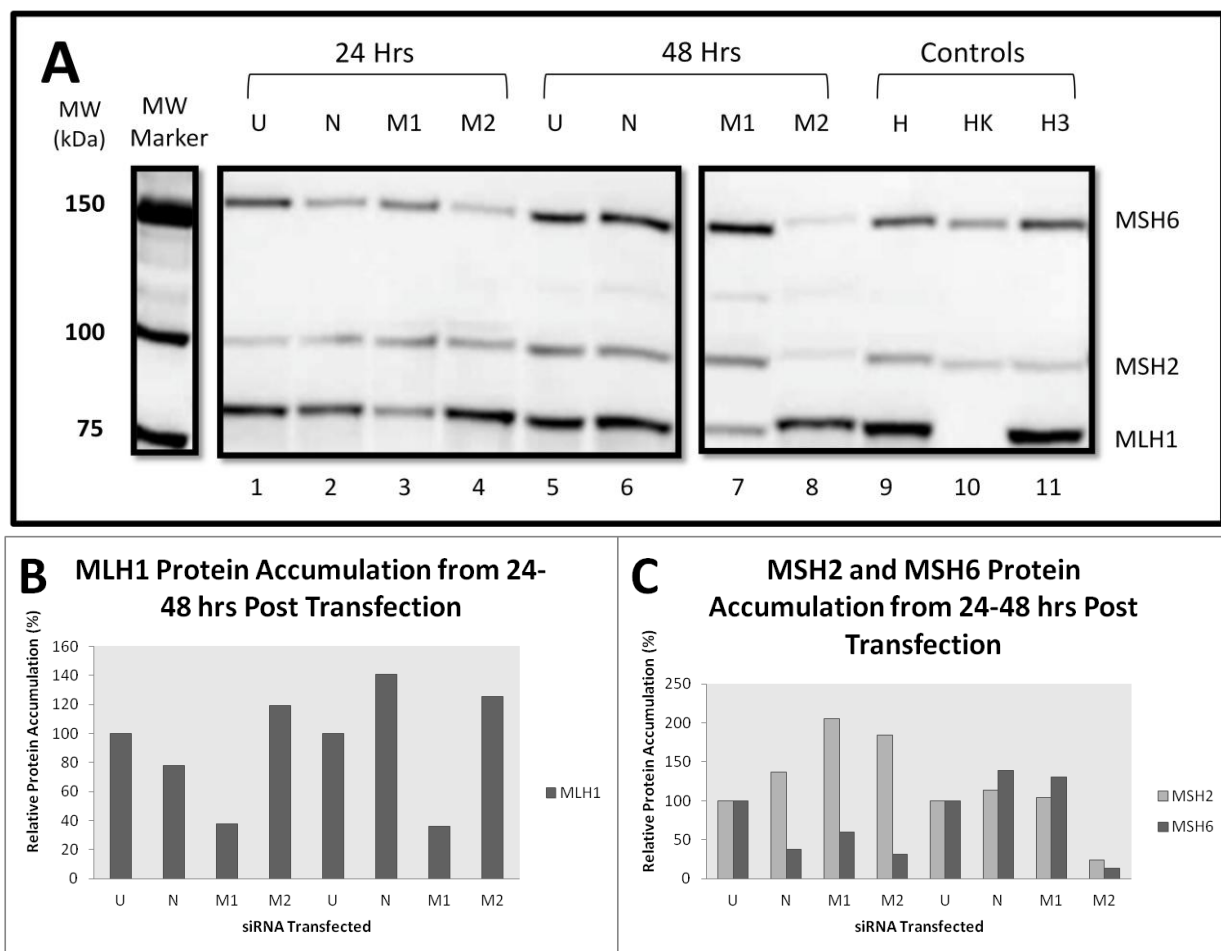 A
24 Hrs 48 Hrs Controls
MW (kDa) MW Marker U N M1 M2 U N M1 M2 H HK H3
150 MSH6
100 MSH2
75 MLH1
1 2 3 4 5 6 7 8 9 10 11
B MLH1 Protein Accumulation from 24-
48 hrs Post Transfection
Relative Protein Accumulation (%)
160
140
120
100
80
60
40
20
0
U N M1 M2 U N M1 M2
siRNA Transfected
MLH1
C MSH2 and MSH6 Protein
Accumulation from 24-48 hrs Post
Transfection
Relative Protein Accumulation (%)
250
200
150
100
50
0
U N M1 M2 U N M1 M2
siRNA Transfected
MSH2
MSH6